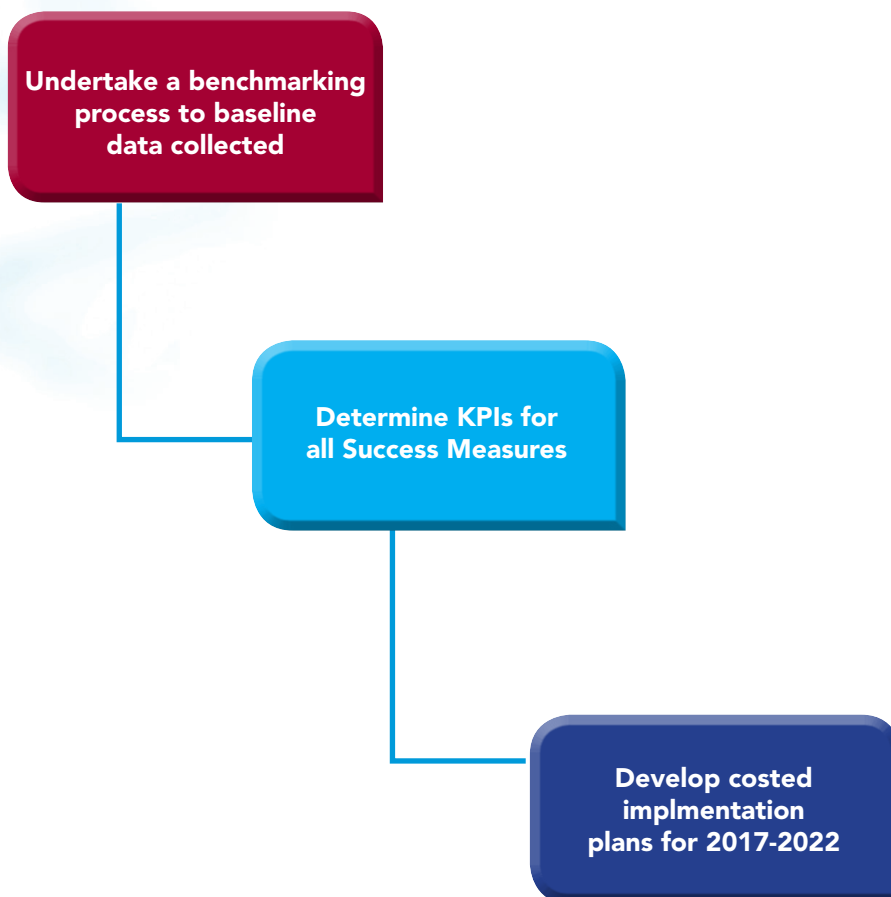 Undertake a benchmarking
process to baseline
data collected
Determine KPIs for
all Success Measures
Develop costed
implmentation
plans for 2017-2022